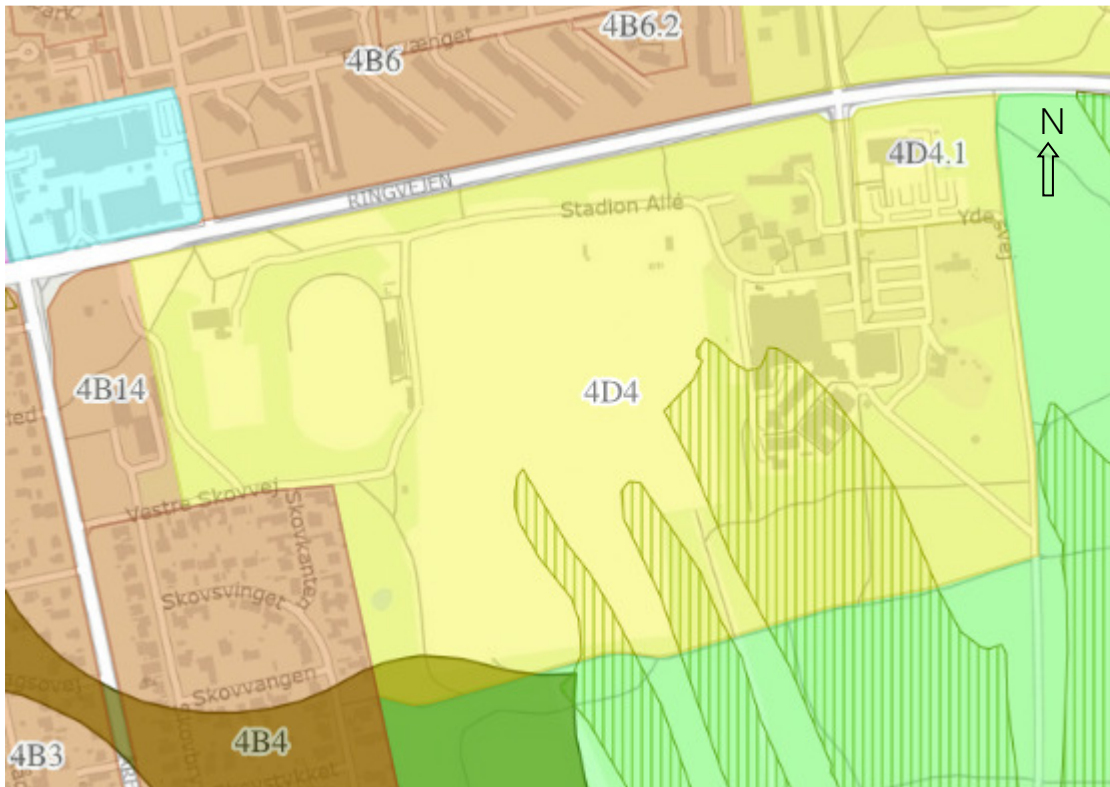 4B6.2
4B6
RINGVEJEN
4D4.1
N
Stadion Allé
4D4
4B14
Vestre Skovvej
Skovkanten
Skovsvinget
Skovvangen
4B4
4B3